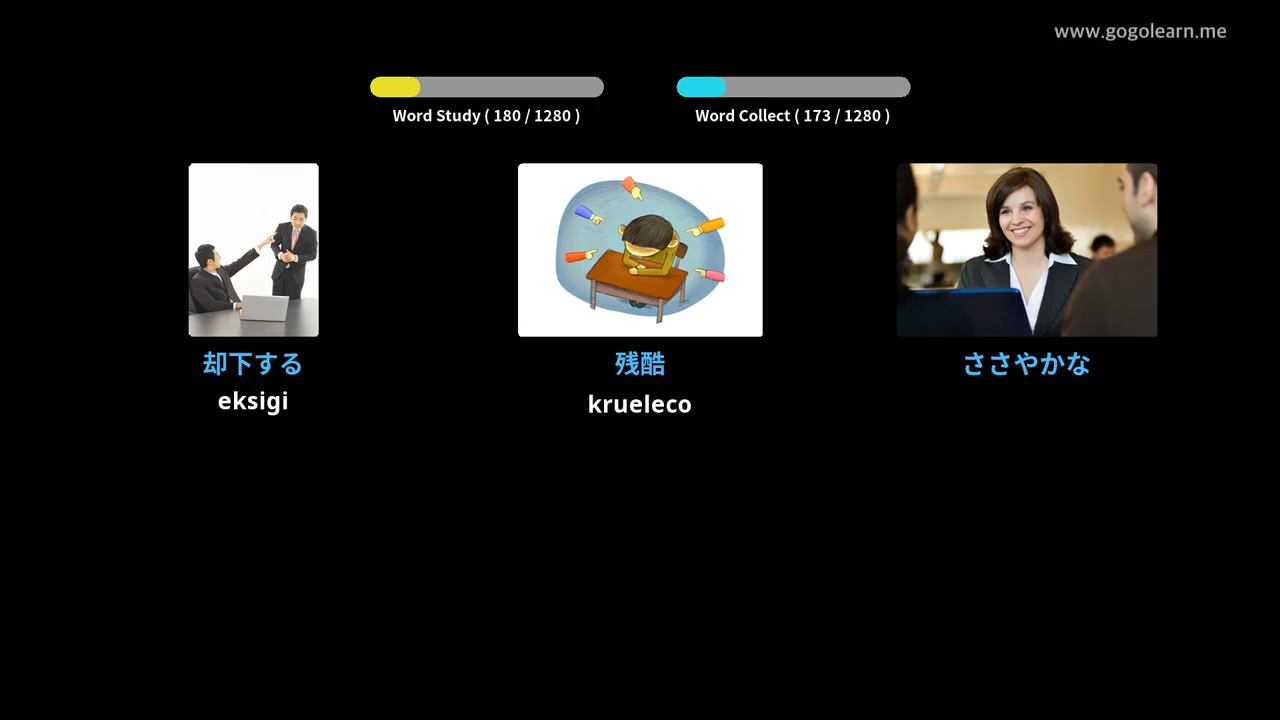 www.gogolearn.me
Word Study ( 180 / 1280 )
Word Collect ( 173 / 1280 )
却下する
残酷
ささやかな
eksigi
krueleco